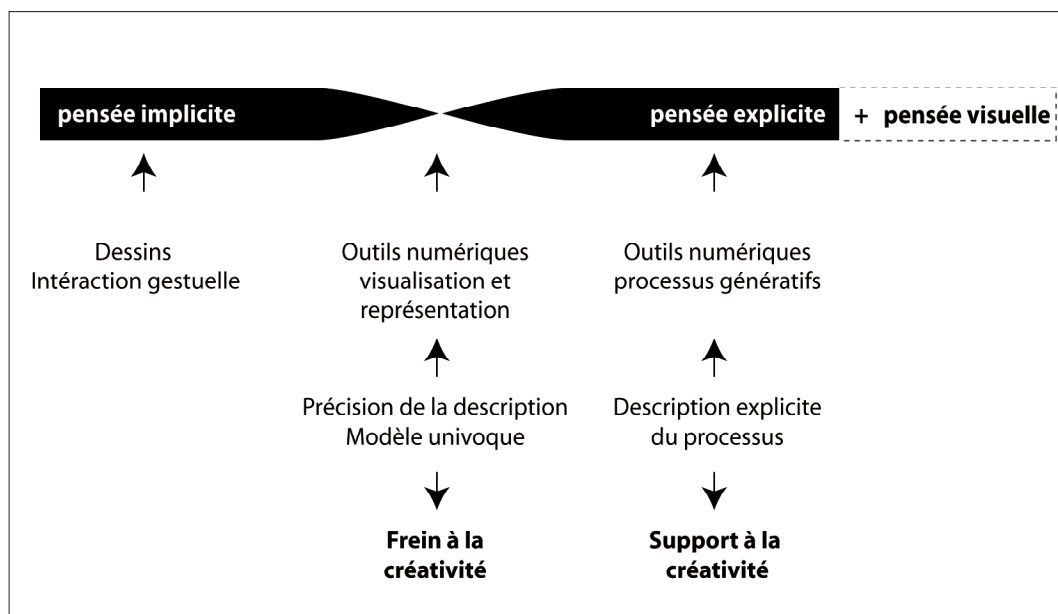 pensée implicite
pensée explicite
+ pensée visuelle
Dessins
Intéraction gestuelle
Outils numériques
visualisation et
représentation
Outils numériques
processus génératifs
Précision de la description
Modèle univoque
Description explicite
du processus
Frein à la
créativité
Support à la
créativité